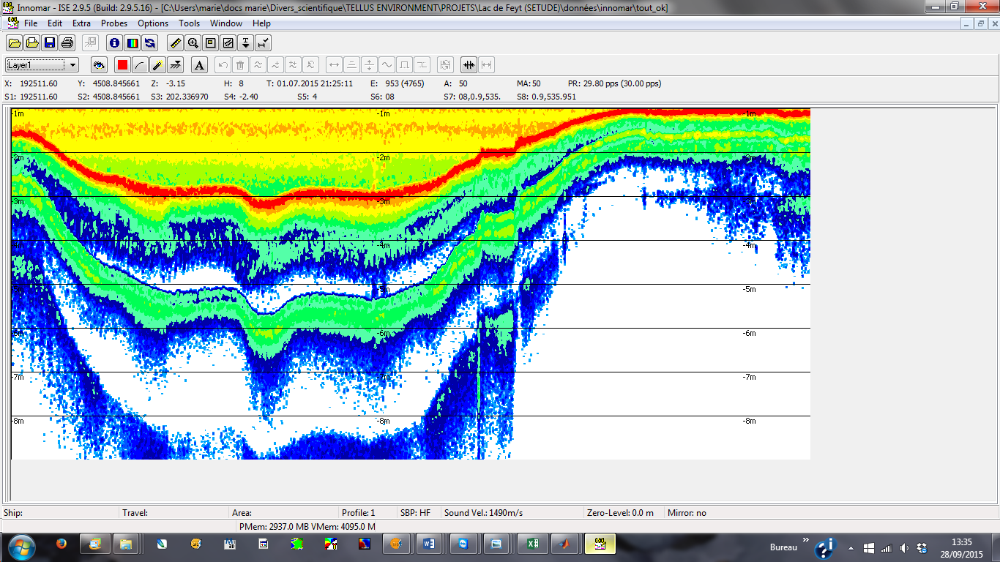 Innomar - ISE 2.9.5 (Build: 2.9.5.16) - [C:\Users\marie\docs marie\Divers_scientifique\TELLUS ENVIRONMENT\PROJETS\Lac de Feyt (SETUDE)\données\innomar\tout_ok]
File Edit Extra Probes Options Tools Window Help
Layer1
X: 192511.60 Y: 4508.845661 Z: -3.15 H: 8 T: 01.07.2015 21:25:11 E: 953 (4765) A: 50 MA: 50 PR: 29.80 pps (30.00 pps)
S1: 192511.60 S2: 4508.845661 S3: 202.336970 S4: -2.40 S5: 4 S6: 08 S7: 08,0.9,535. S8: 0.9,535.951
-1m -1m -1m
-2m -2m
-3m -3m
-4m -4m
-5m
-6m -6m
-7m -7m
-8m -8m -8m
Ship: Travel: Area: Profile: 1 SBP: HF Sound Vel.: 1490m/s Zero-Level: 0.0 m Mirror: no
PMem: 2937.0 MB VMem: 4095.0 M
Bureau
13:35
28/09/2015